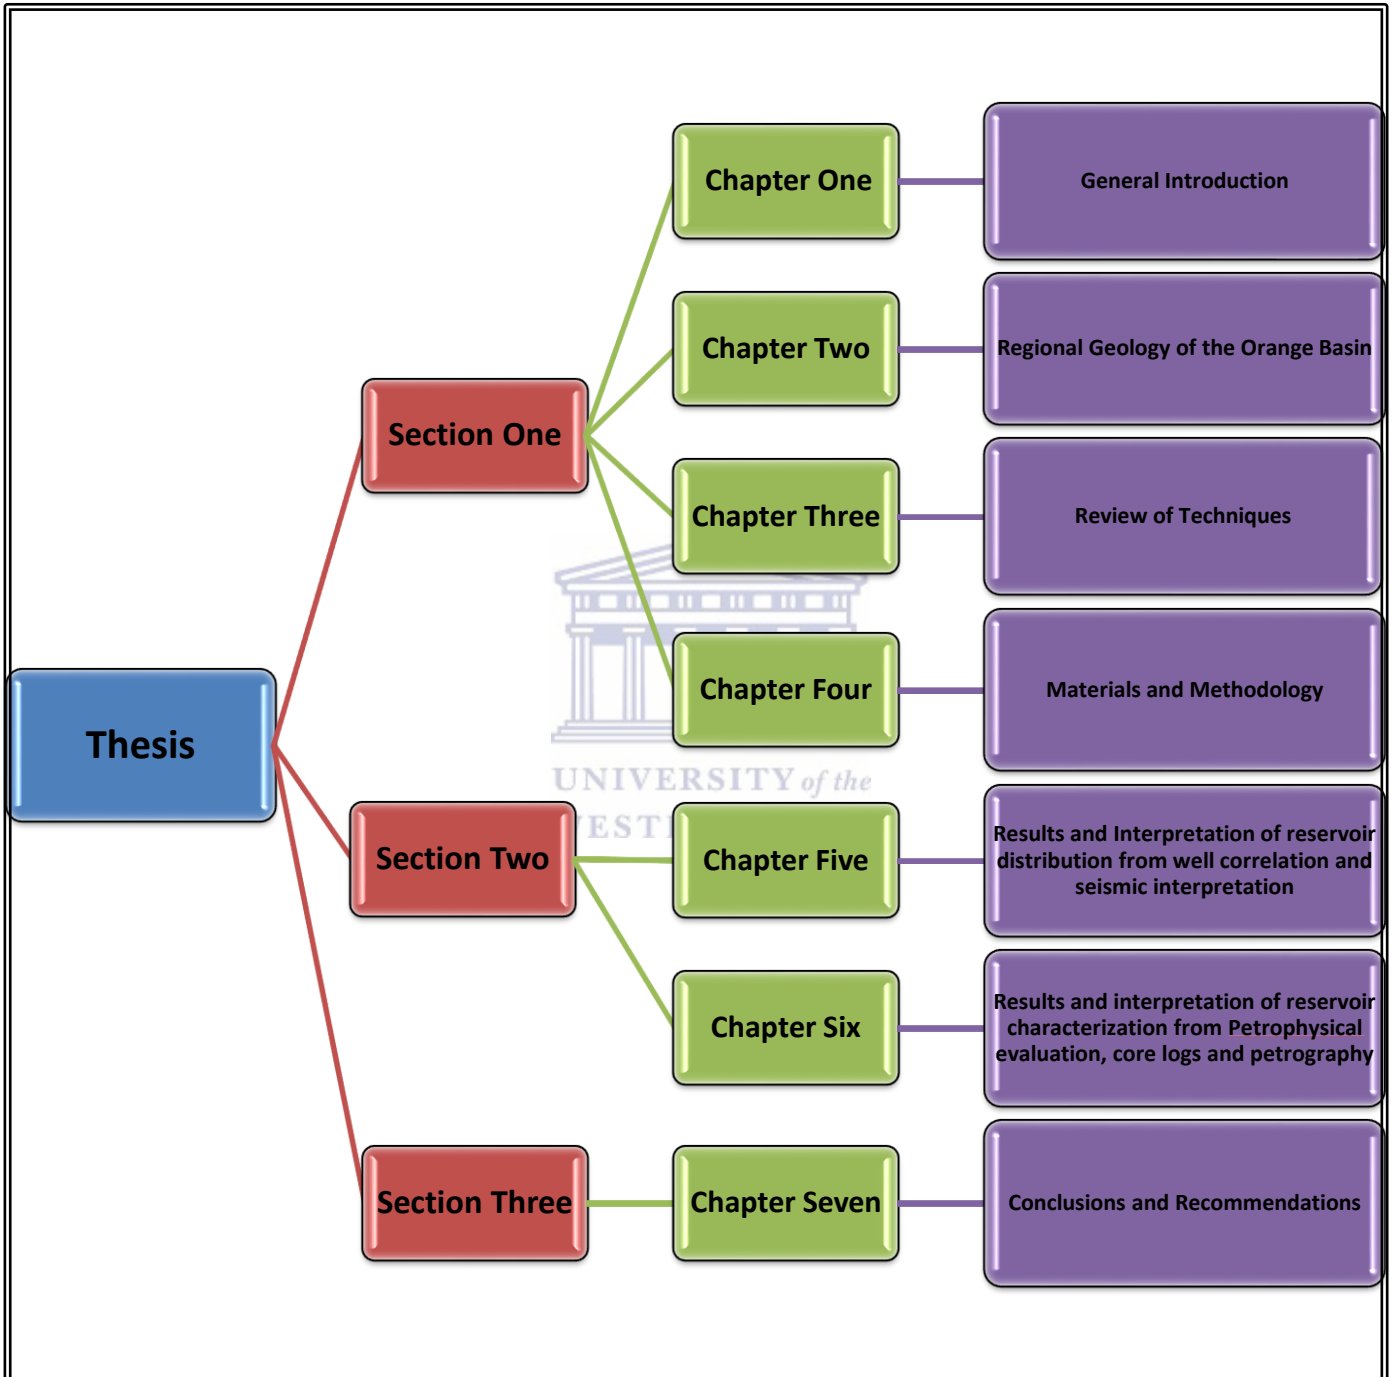 Thesis
Section One
Chapter One
General Introduction
Chapter Two
Regional Geology of the Orange Basin
Chapter Three
Review of Techniques
Chapter Four
Materials and Methodology
UNIVERSITY of the
Section Two
Chapter Five
Results and Interpretation of reservoir
distribution from well correlation and
seismic interpretation
Chapter Six
Results and interpretation of reservoir
characterization from Petrophysical
evaluation, core logs and petrography
Section Three
Chapter Seven
Conclusions and Recommendations